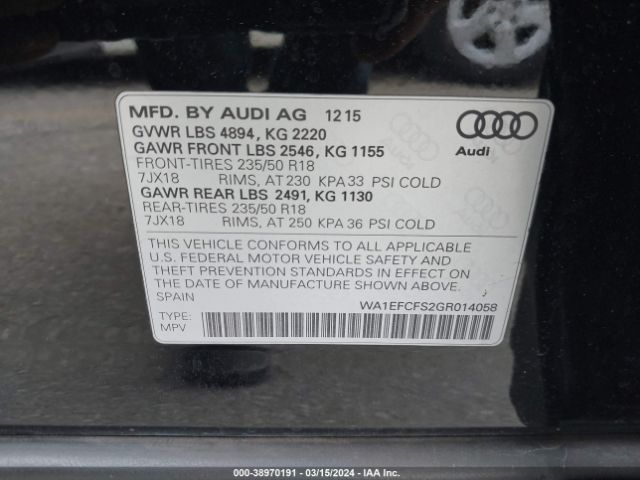 MFD. BY AUDI AG 12 15
GVWR LBS 4894, KG 2220
GAWR FRONT LBS 2546, KG 1155
FRONT-TIRES 235/50 R18
7JX18 RIMS, AT 230 KPA 33 PSI COLD
GAWR REAR LBS 2491, KG 1130
REAR-TIRES 235/50 R18
7JX18 RIMS, AT 250 KPA 36 PSI COLD
Audi
THIS VEHICLE CONFORMS TO ALL APPLICABLE
U.S. FEDERAL MOTOR VEHICLE SAFETY AND
THEFT PREVENTION STANDARDS IN EFFECT ON
THE DATE OF MANUFACTURE SHOWN ABOVE.
SPAIN
WA1EFCFS2GR014058
TYPE:
MPV
000-38970191 - 03/15/2024 - IAAI.COM